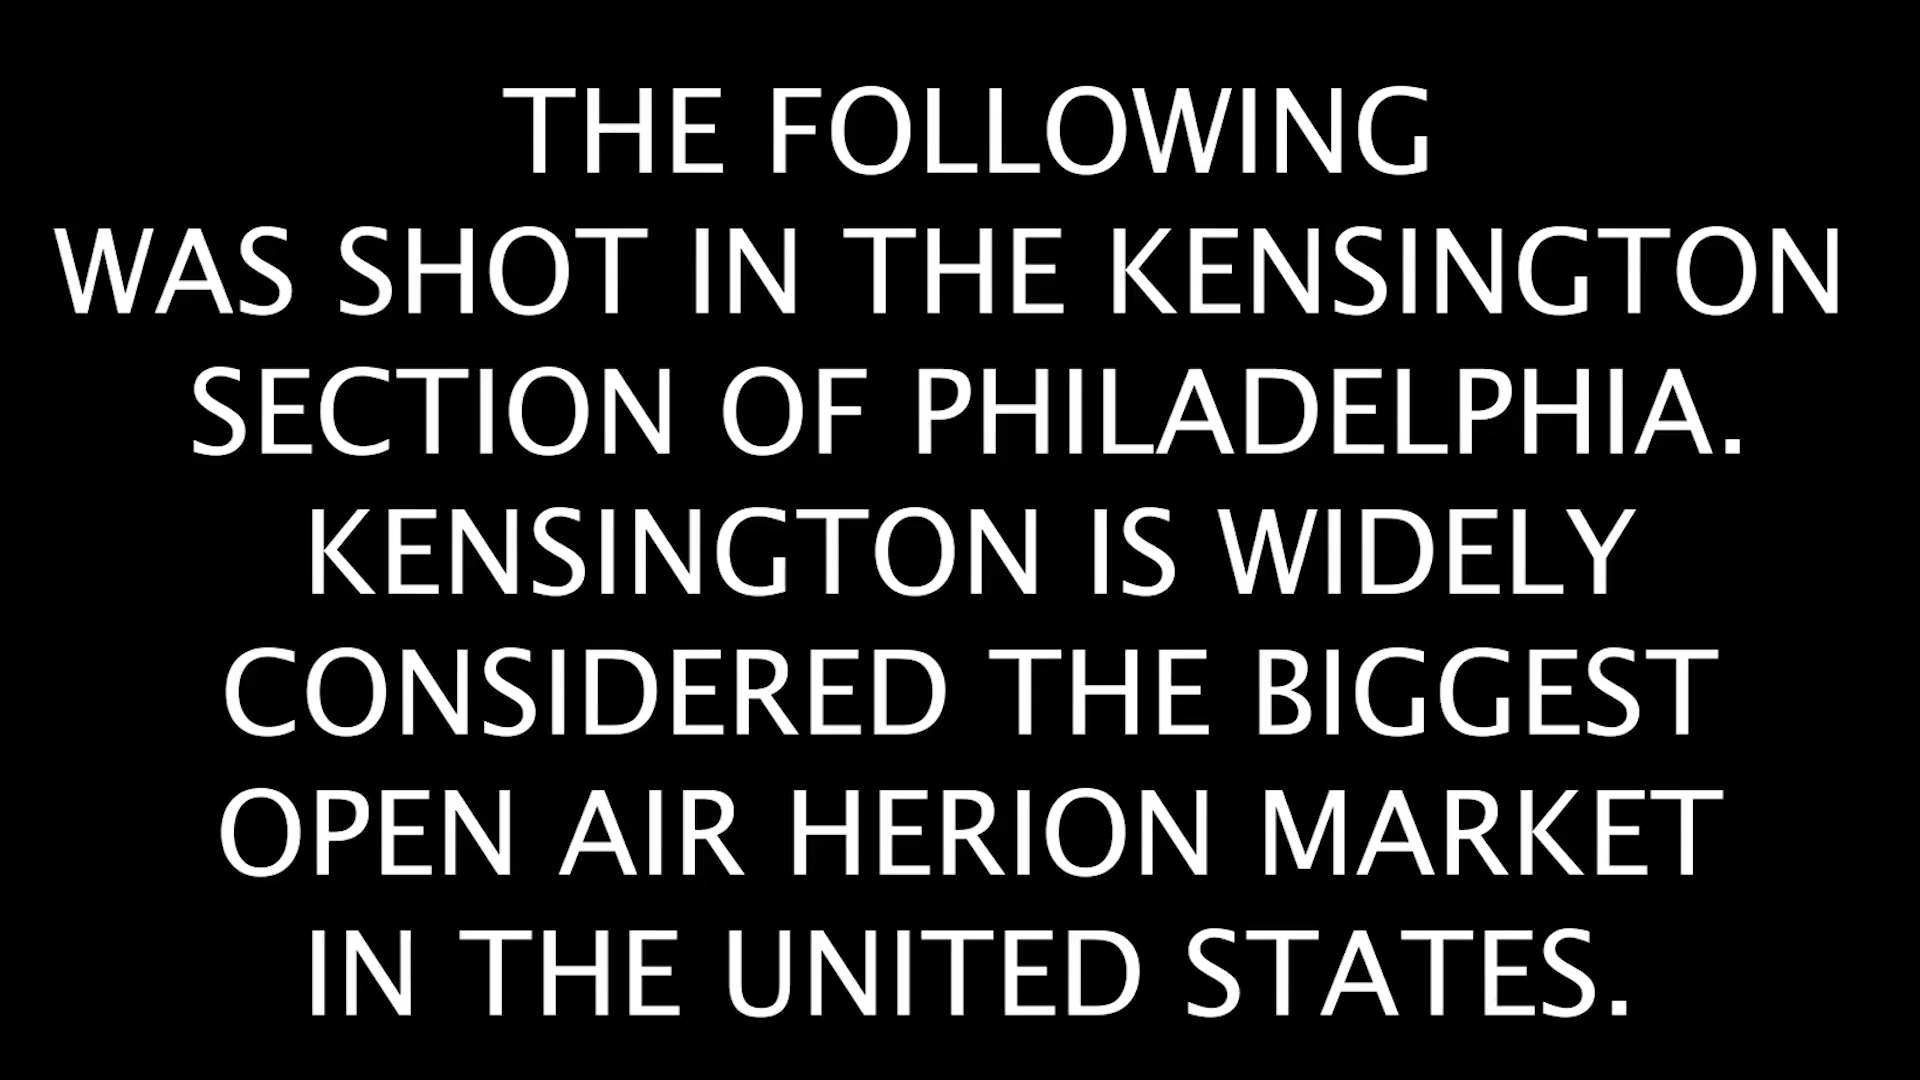 THE FOLLOWING
WAS SHOT IN THE KENSINGTON
SECTION OF PHILADELPHIA.
KENSINGTON IS WIDELY
CONSIDERED THE BIGGEST
OPEN AIR HERION MARKET
IN THE UNITED STATES.